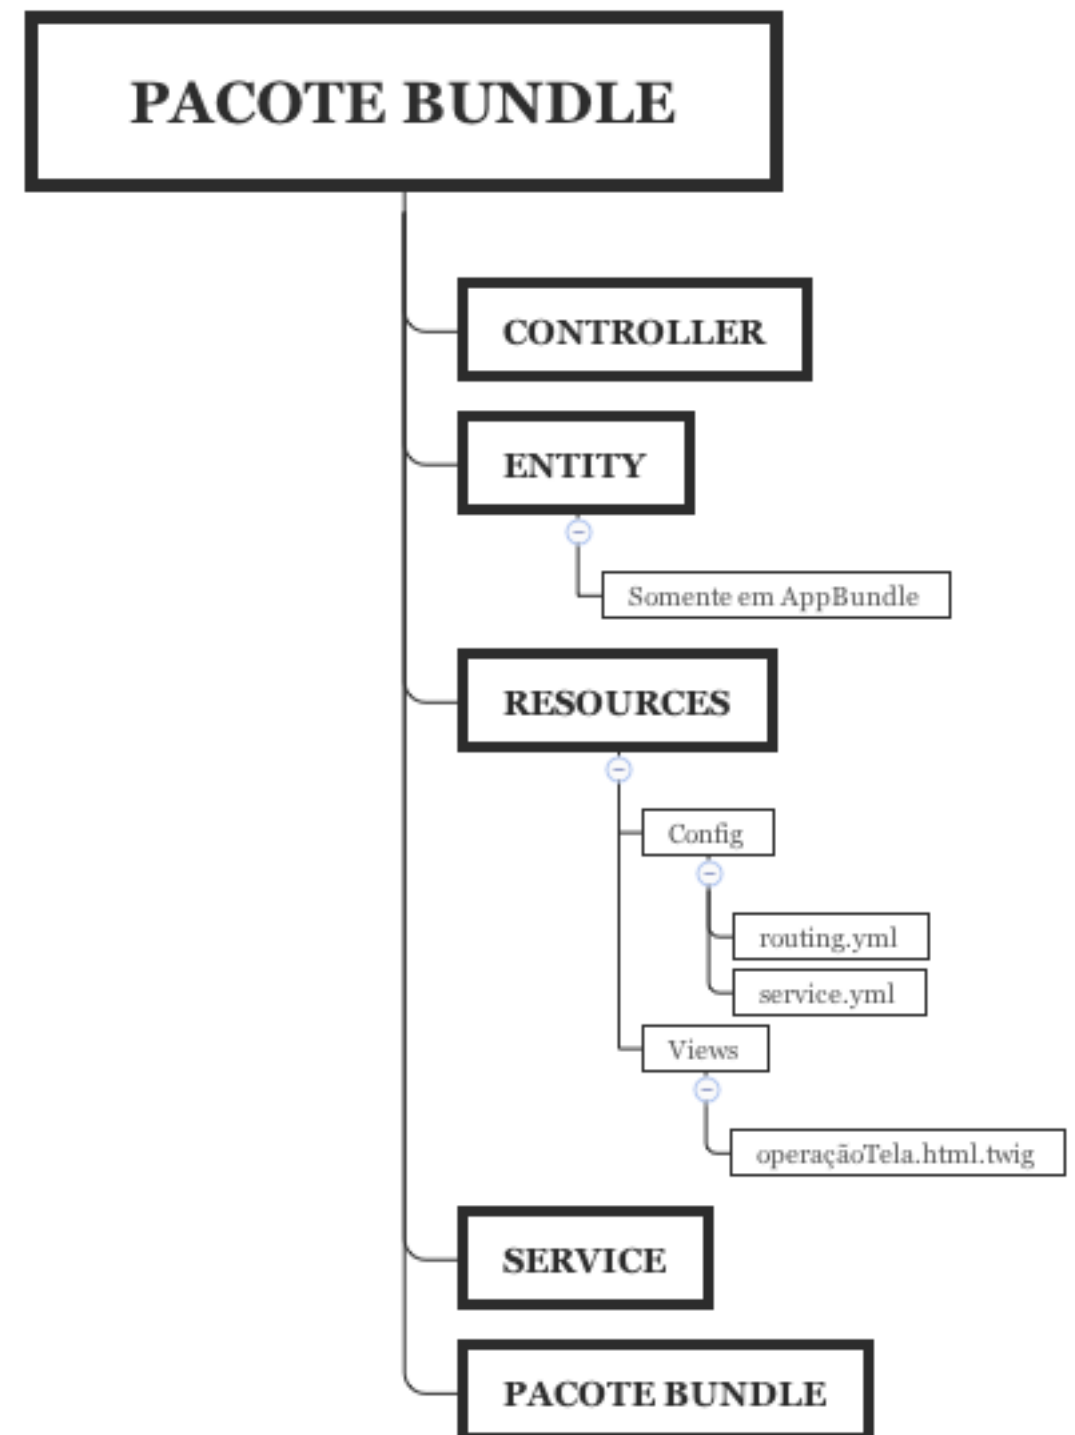 PACOTE BUNDLE
CONTROLLER
ENTITY
Somente em AppBundle
RESOURCES
Config
routing.yml
service.yml
Views
operaçãoTela.html.twig
SERVICE
PACOTE BUNDLE